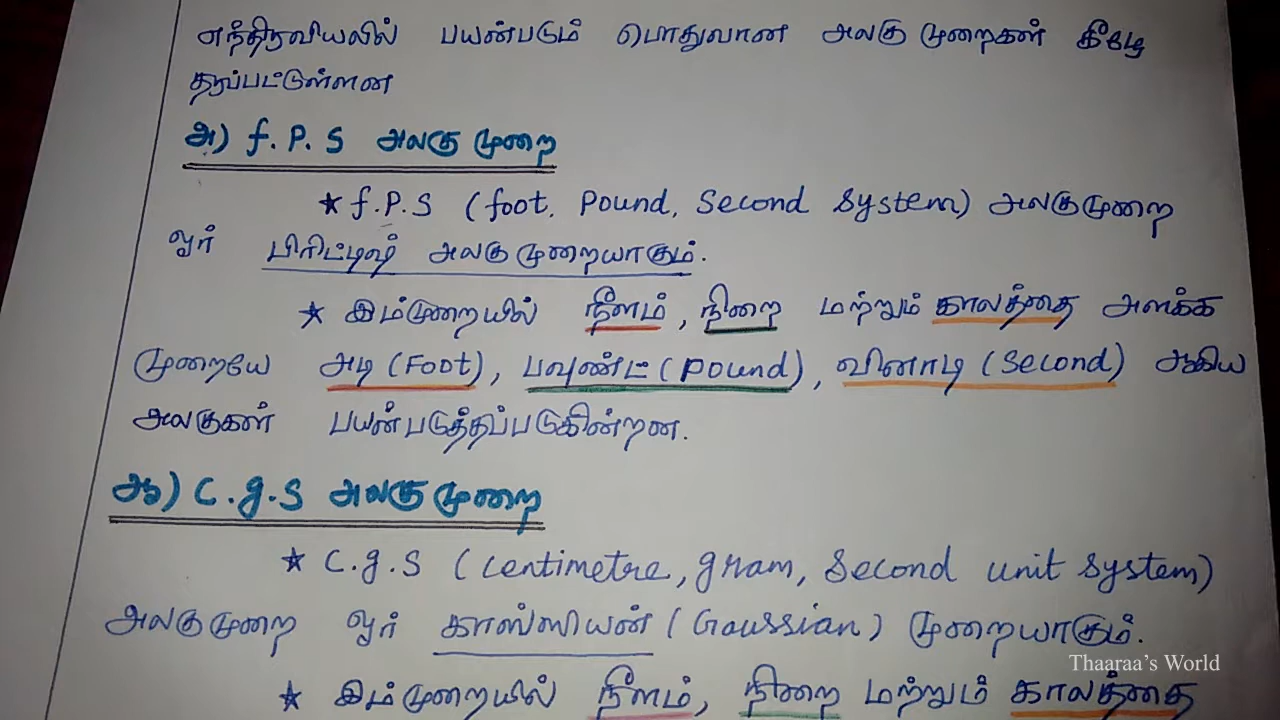 எந்திரவியலில் பயன்படும் பொதுவான அலகு முறைகள் கீழே
தரப்பட்டுள்ளன
அ) f.P.S அலகு முறை
★ f.P.S (foot, Pound, Second System) அலகுமுறை
ஓர் பிரிட்டிஷ் அலகு முறையாகும்.
★ இம்முறையில் நீளம், நிறை மற்றும் காலத்தை அளக்க
முறையே அடி (Foot), பவுண்ட் (Pound), வினாடி (Second) ஆகிய
அலகுகள் பயன்படுத்தப்படுகின்றன.
ஆ) C.g.S அலகு முறை
★ C.g.S (Centimetre, gram, Second unit System)
அலகுமுறை ஓர் காஸ்ஸியன் (Gaussian) முறையாகும்.
★ இம்முறையில் நீளம், நிறை மற்றும் காலத்தை
Thaaraa's World